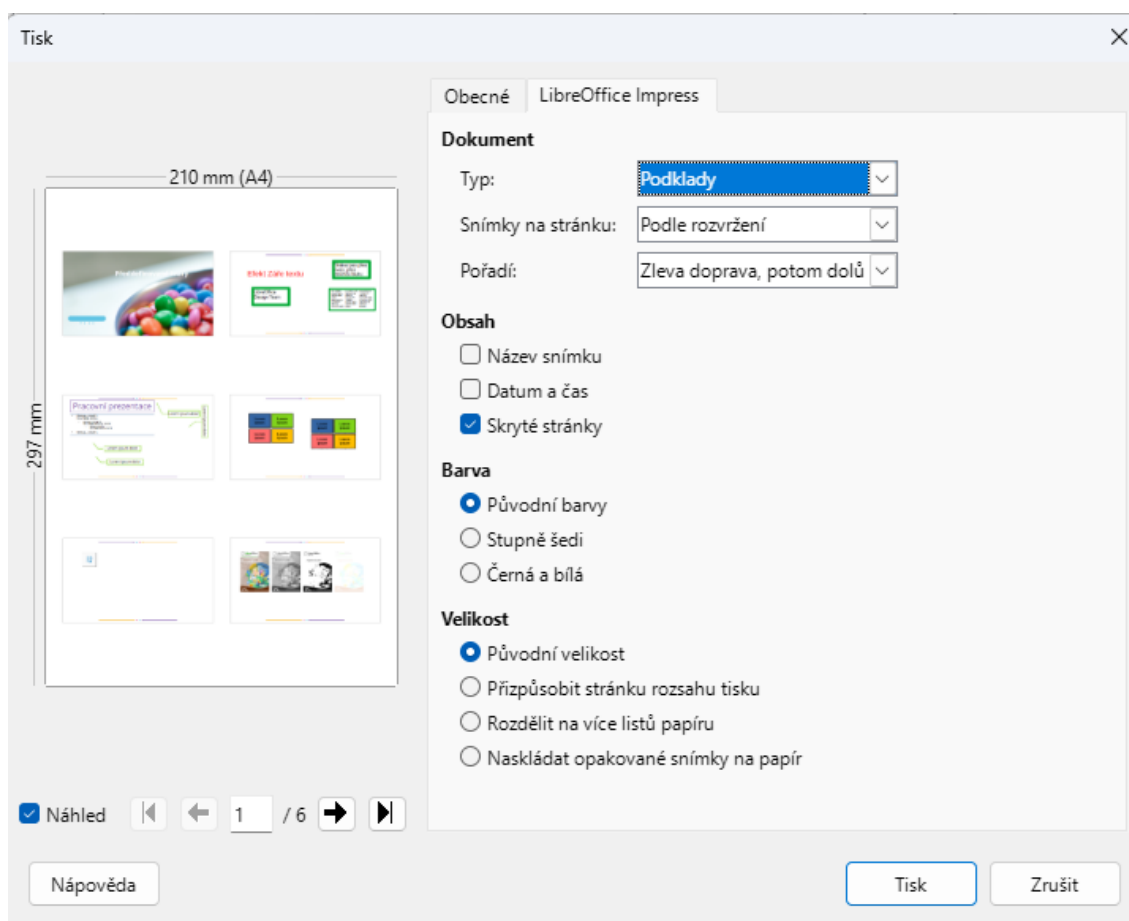 Tisk
Obecné
LibreOffice Impress
210 mm (A4)
297 mm
Efekt Záře textu
Pracovní prezentace
Dokument
Typ:
Podklady
Snímky na stránku:
Podle rozvržení
Pořadí:
Zleva doprava, potom dolů
Obsah
Název snímku
Datum a čas
Skryté stránky
Barva
Původní barvy
Stupně šedi
Černá a bílá
Velikost
Původní velikost
Přizpůsobit stránku rozsahu tisku
Rozdělit na více listů papíru
Naskládat opakované snímky na papír
Náhled
1
/ 6
Nápověda
Tisk
Zrušit